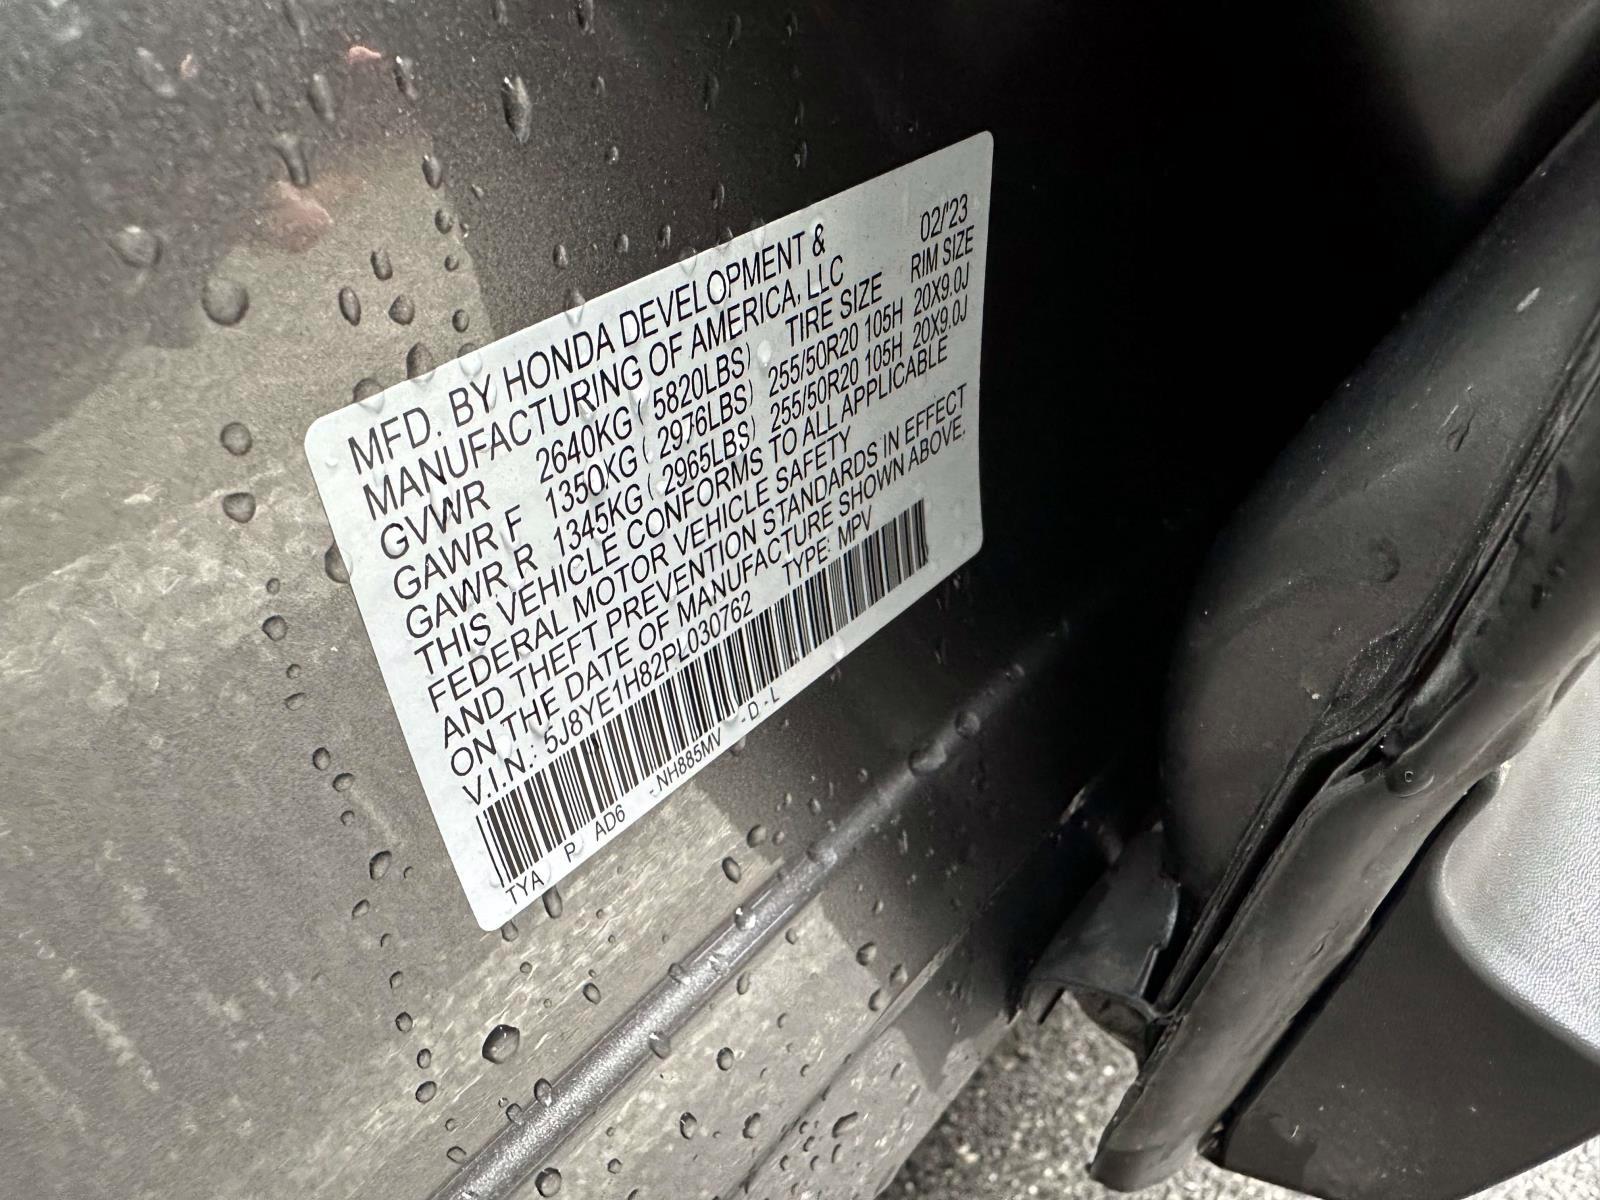 MFD. BY HONDA DEVELOPMENT &
MANUFACTURING OF AMERICA, LLC 02/'23
GVWR 2640KG ( 5820LBS) TIRE SIZE RIM SIZE
GAWR F 1350KG ( 2976LBS) 255/50R20 105H 20X9.0J
GAWR R 1345KG ( 2965LBS) 255/50R20 105H 20X9.0J
THIS VEHICLE CONFORMS TO ALL APPLICABLE
FEDERAL MOTOR VEHICLE SAFETY
AND THEFT PREVENTION STANDARDS IN EFFECT
ON THE DATE OF MANUFACTURE SHOWN ABOVE.
V.I.N.: 5J8YE1H82PL030762 TYPE: MPV
TYA P AD6 -NH885MV -D -L